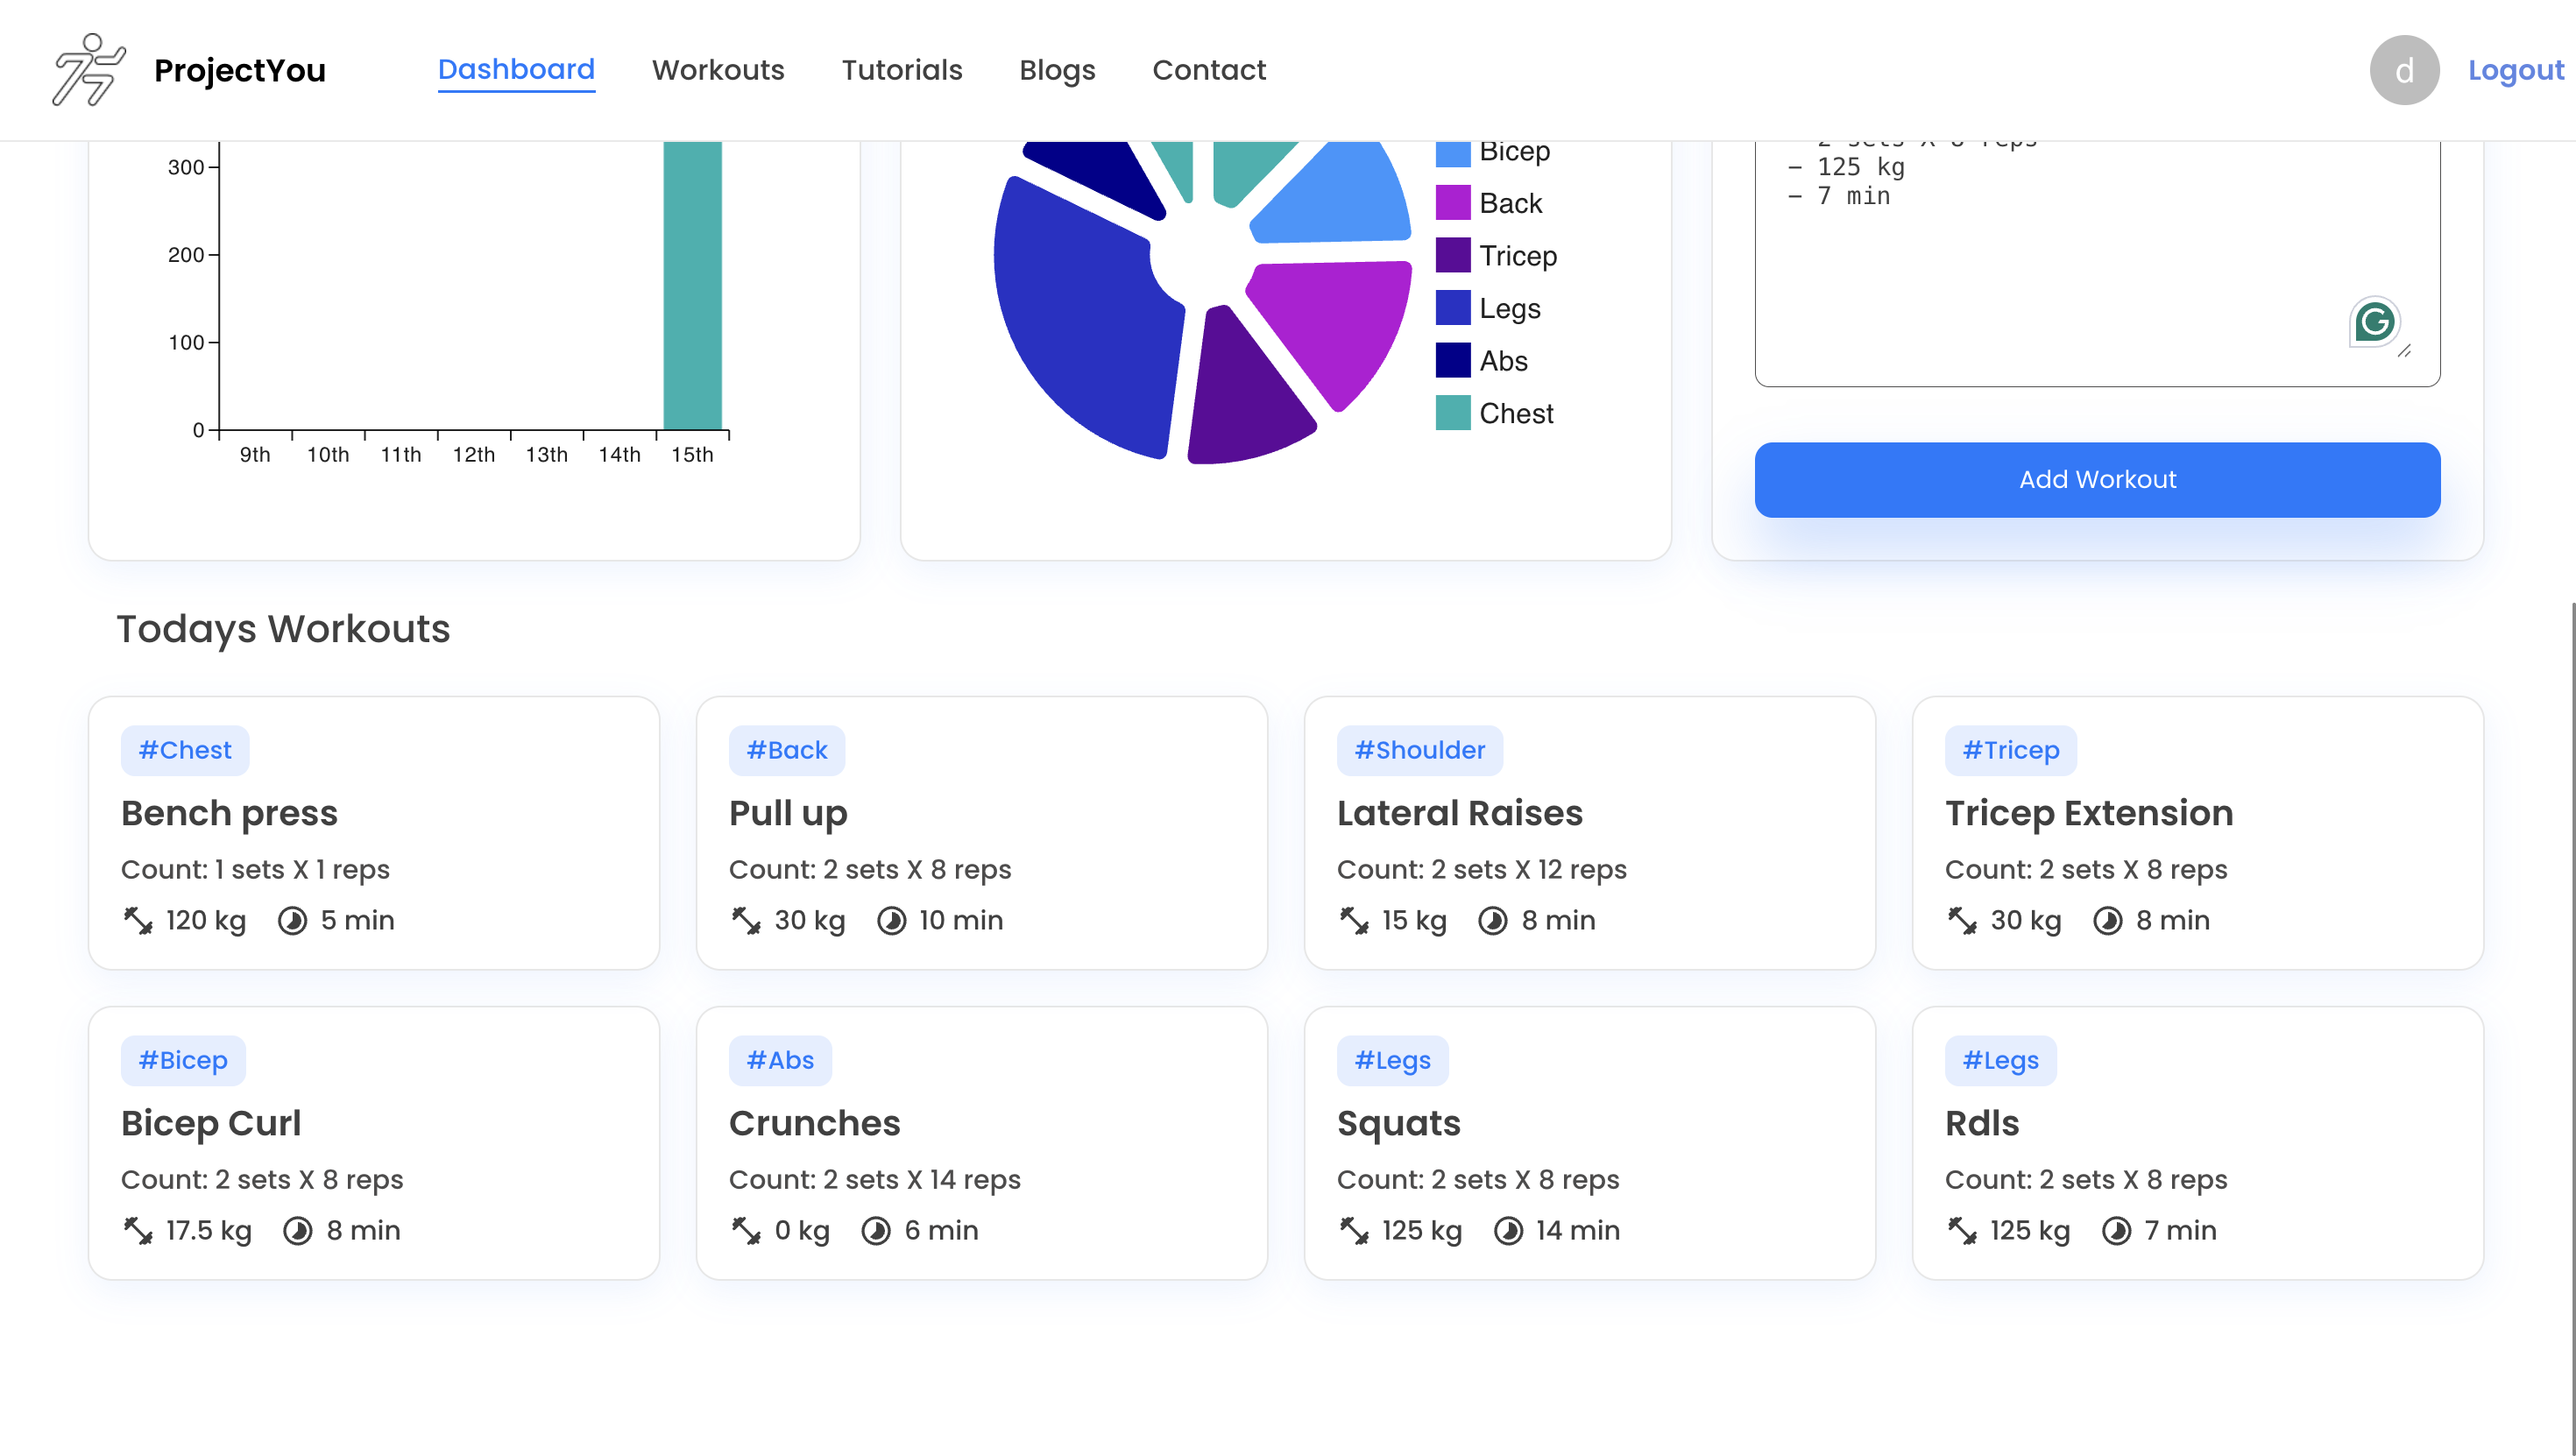 ProjectYou
Dashboard
Workouts
Tutorials
Blogs
Contact
d
Logout
300
200
100
0
9th 10th 11th 12th 13th 14th 15th
Bicep
Back
Tricep
Legs
Abs
Chest
2 sets X 8 reps
– 125 kg
– 7 min
G
Add Workout
Todays Workouts
#Chest
Bench press
Count: 1 sets X 1 reps
120 kg 5 min
#Back
Pull up
Count: 2 sets X 8 reps
30 kg 10 min
#Shoulder
Lateral Raises
Count: 2 sets X 12 reps
15 kg 8 min
#Tricep
Tricep Extension
Count: 2 sets X 8 reps
30 kg 8 min
#Bicep
Bicep Curl
Count: 2 sets X 8 reps
17.5 kg 8 min
#Abs
Crunches
Count: 2 sets X 14 reps
0 kg 6 min
#Legs
Squats
Count: 2 sets X 8 reps
125 kg 14 min
#Legs
Rdls
Count: 2 sets X 8 reps
125 kg 7 min